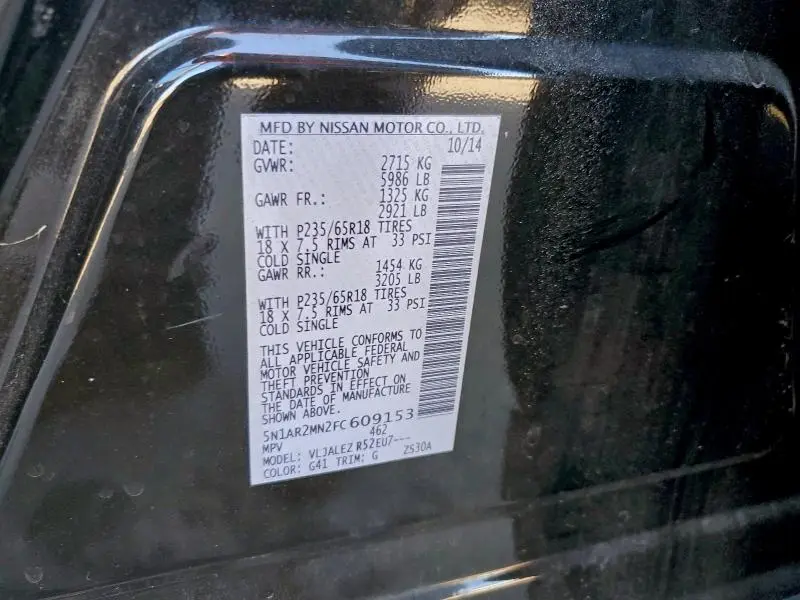 MFD BY NISSAN MOTOR CO., LTD.
DATE: 10/14
GVWR: 2715 KG
5986 LB
GAWR FR.: 1325 KG
2921 LB
WITH P235/65R18 TIRES
18 X 7.5 RIMS AT 33 PSI
COLD SINGLE
GAWR RR.: 1454 KG
3205 LB
WITH P235/65R18 TIRES
18 X 7.5 RIMS AT 33 PSI
COLD SINGLE
THIS VEHICLE CONFORMS TO
ALL APPLICABLE FEDERAL
MOTOR VEHICLE SAFETY AND
THEFT PREVENTION
STANDARDS IN EFFECT ON
THE DATE OF MANUFACTURE
SHOWN ABOVE.
5N1AR2MN2FC609153
MPV 462
MODEL: VLJALEZ R52EU7---
COLOR: G41 TRIM: G ZS30A